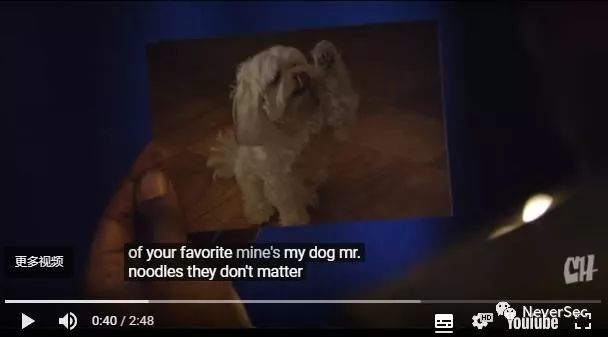 更多视频
of your favorite mine's my dog mr.
noodles they don't matter
CH
0:40 / 2:48
HD
NeverSec
YouTube